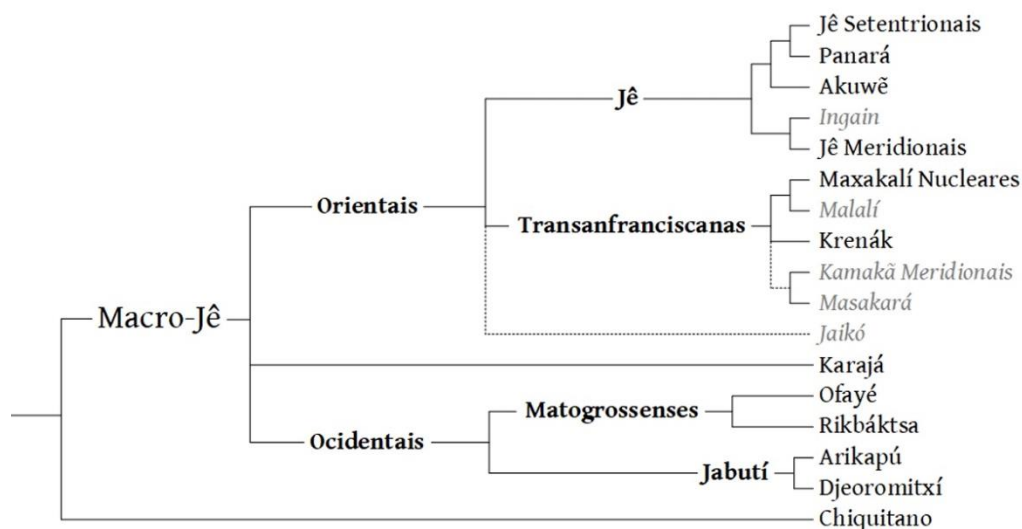 Jê Setentrionais
Panará
Akuwẽ
Jê
Ingain
Jê Meridionais
Maxakalí Nucleares
Orientais
Malalí
Transanfranciscanas
Krenák
Kamakã Meridionais
Masakará
Macro-Jê
Jaikó
Karajá
Ofayé
Matogrossenses
Rikbáktsa
Ocidentais
Arikapú
Jabutí
Djeoromitxí
Chiquitano